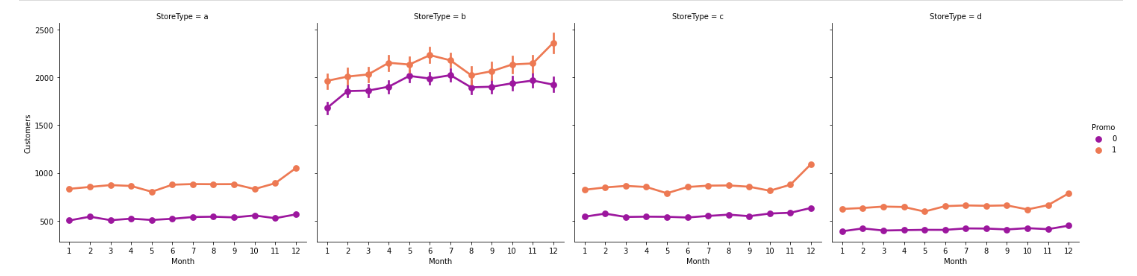 StoreType = a
StoreType = b
StoreType = c
StoreType = d
2500
2000
1500
1000
500
Customers
1 2 3 4 5 6 7 8 9 10 11 12
Month
1 2 3 4 5 6 7 8 9 10 11 12
Month
1 2 3 4 5 6 7 8 9 10 11 12
Month
1 2 3 4 5 6 7 8 9 10 11 12
Month
Promo
0
1